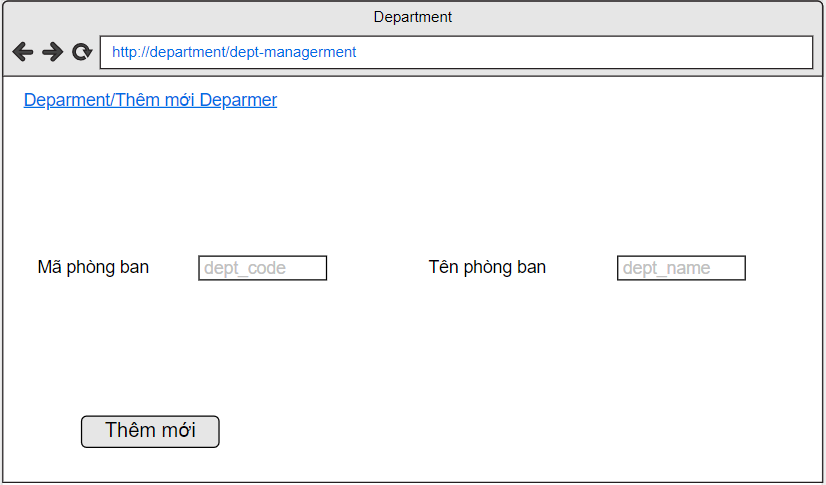 Department
http://department/dept-managerment
Deparment/Thêm mới Deparmer
Mã phòng ban dept_code Tên phòng ban dept_name
Thêm mới